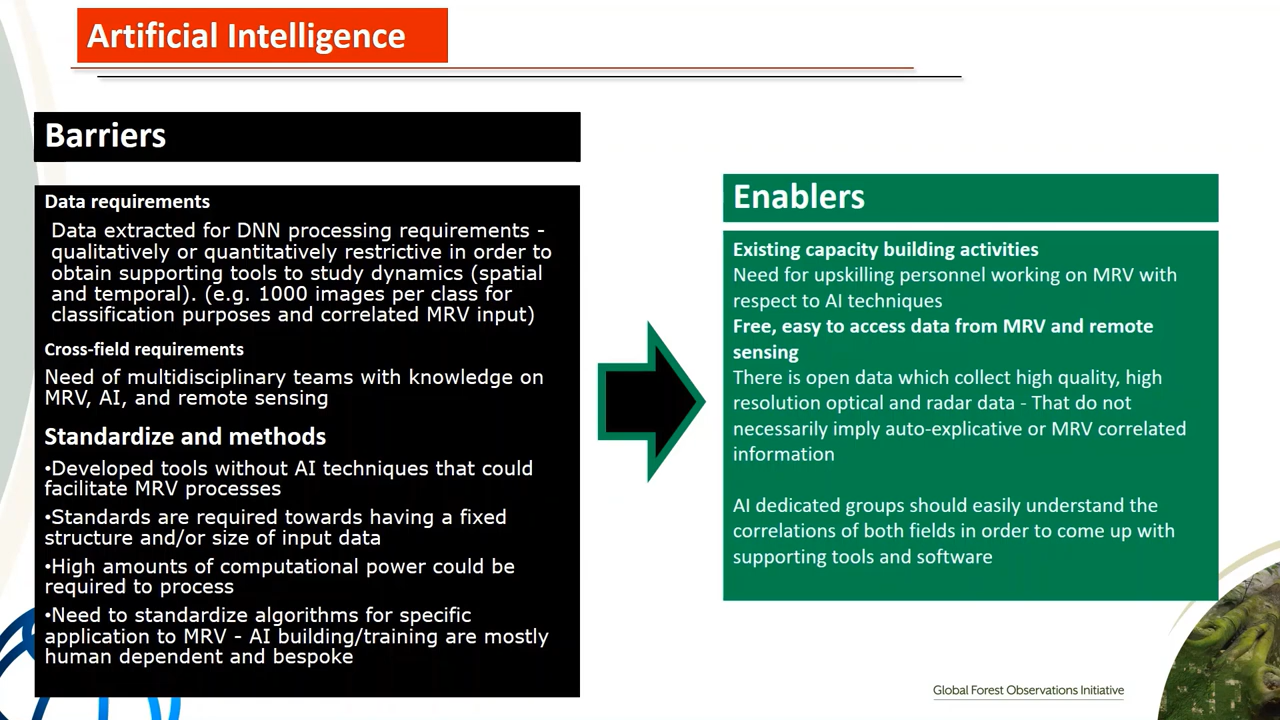 Artificial Intelligence
Barriers
Data requirements
Data extracted for DNN processing requirements -
qualitatively or quantitatively restrictive in order to
obtain supporting tools to study dynamics (spatial
and temporal). (e.g. 1000 images per class for
classification purposes and correlated MRV input)
Cross-field requirements
Need of multidisciplinary teams with knowledge on
MRV, AI, and remote sensing
Standardize and methods
•Developed tools without AI techniques that could
facilitate MRV processes
•Standards are required towards having a fixed
structure and/or size of input data
•High amounts of computational power could be
required to process
•Need to standardize algorithms for specific
application to MRV - AI building/training are mostly
human dependent and bespoke
Enablers
Existing capacity building activities
Need for upskilling personnel working on MRV with
respect to AI techniques
Free, easy to access data from MRV and remote
sensing
There is open data which collect high quality, high
resolution optical and radar data - That do not
necessarily imply auto-explicative or MRV correlated
information
AI dedicated groups should easily understand the
correlations of both fields in order to come up with
supporting tools and software
Global Forest Observations Initiative